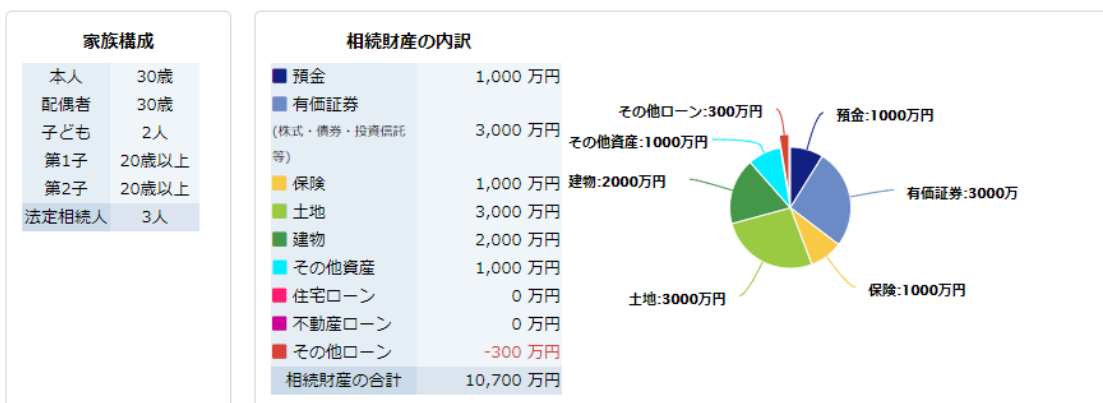 家族構成
本人 30歳
配偶者 30歳
子ども 2人
第1子 20歳以上
第2子 20歳以上
法定相続人 3人
相続財産の内訳
預金 1,000 万円
有価証券
(株式・債券・投資信託 3,000 万円
等)
保険 1,000 万円
土地 3,000 万円
建物 2,000 万円
その他資産 1,000 万円
住宅ローン 0 万円
不動産ローン 0 万円
その他ローン -300 万円
相続財産の合計 10,700 万円
その他ローン:300万円
預金:1000万円
その他資産:1000万円
建物:2000万円
有価証券:3000万
保険:1000万円
土地:3000万円